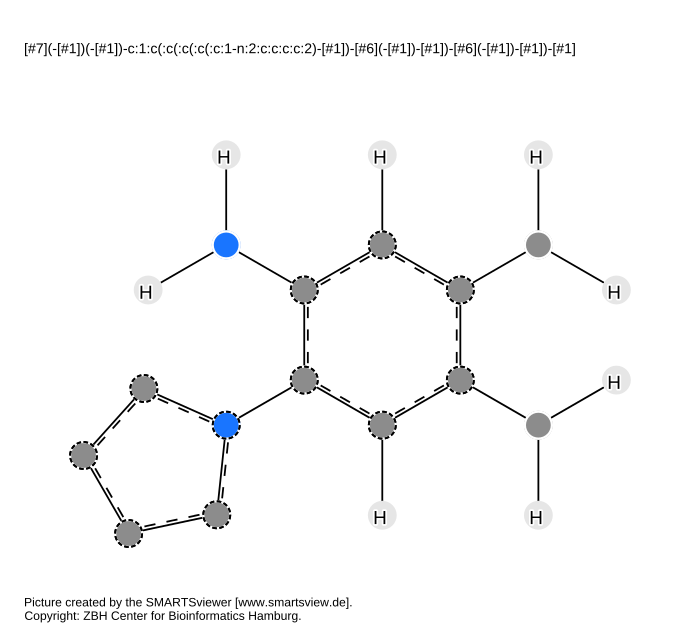 [#7](-[#1])(-[#1])-c:1:c(:c(:c(:c(:c:1-n:2:c:c:c:c:2)-[#1])-[#6](-[#1])-[#1])-[#6](-[#1])-[#1])-[#1]
H H H
H H
H
H H
Picture created by the SMARTSviewer [www.smartsview.de].
Copyright: ZBH Center for Bioinformatics Hamburg.